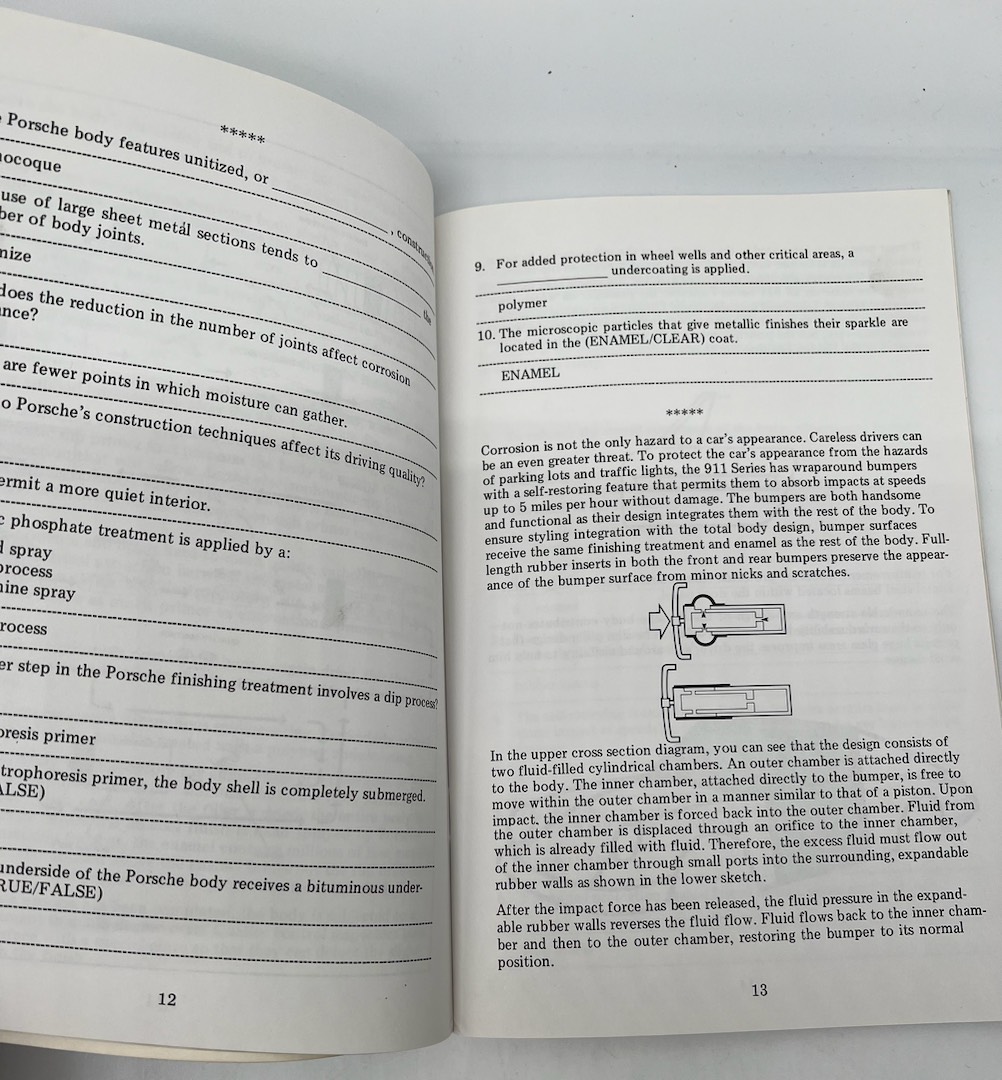 *****
Porsche body features unitized, or ____________, construction
ocoque
use of large sheet metal sections tends to ____________ the
ber of body joints.
nize
does the reduction in the number of joints affect corrosion
nce?
are fewer points in which moisture can gather.
o Porsche's construction techniques affect its driving quality?
ermit a more quiet interior.
c phosphate treatment is applied by a:
d spray
process
ine spray
rocess
er step in the Porsche finishing treatment involves a dip process?
oresis primer
trophoresis primer, the body shell is completely submerged.
ALSE)
underside of the Porsche body receives a bituminous under-
RUE/FALSE)
12
9. For added protection in wheel wells and other critical areas, a
____________ undercoating is applied.
polymer
10. The microscopic particles that give metallic finishes their sparkle are
located in the (ENAMEL/CLEAR) coat.
ENAMEL
*****
Corrosion is not the only hazard to a car's appearance. Careless drivers can
be an even greater threat. To protect the car's appearance from the hazards
of parking lots and traffic lights, the 911 Series has wraparound bumpers
with a self-restoring feature that permits them to absorb impacts at speeds
up to 5 miles per hour without damage. The bumpers are both handsome
and functional as their design integrates them with the rest of the body. To
ensure styling integration with the total body design, bumper surfaces
receive the same finishing treatment and enamel as the rest of the body. Full-
length rubber inserts in both the front and rear bumpers preserve the appear-
ance of the bumper surface from minor nicks and scratches.
In the upper cross section diagram, you can see that the design consists of
two fluid-filled cylindrical chambers. An outer chamber is attached directly
to the body. The inner chamber, attached directly to the bumper, is free to
move within the outer chamber in a manner similar to that of a piston. Upon
impact, the inner chamber is forced back into the outer chamber. Fluid from
the outer chamber is displaced through an orifice to the inner chamber,
which is already filled with fluid. Therefore, the excess fluid must flow out
of the inner chamber through small ports into the surrounding, expandable
rubber walls as shown in the lower sketch.
After the impact force has been released, the fluid pressure in the expand-
able rubber walls reverses the fluid flow. Fluid flows back to the inner cham-
ber and then to the outer chamber, restoring the bumper to its normal
position.
13